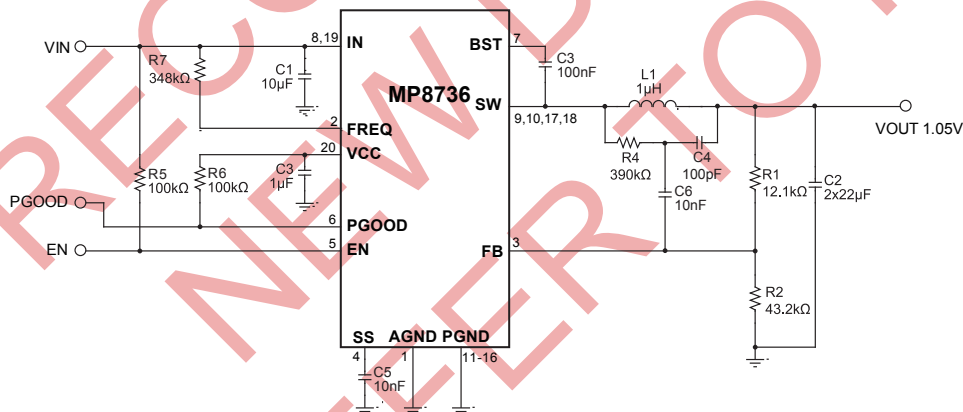 VIN
R7
348kΩ
C1
10µF
8,19
IN
BST
7
C3
100nF
MP8736
SW
9,10,17,18
L1
1µH
VOUT 1.05V
2
FREQ
20
VCC
R5
100kΩ
R6
100kΩ
C3
1µF
R4
390kΩ
C4
100pF
C6
10nF
R1
12.1kΩ
C2
2x22µF
PGOOD
6
PGOOD
EN
5
EN
FB
3
R2
43.2kΩ
SS
AGND
PGND
4
1
11-16
C5
10nF